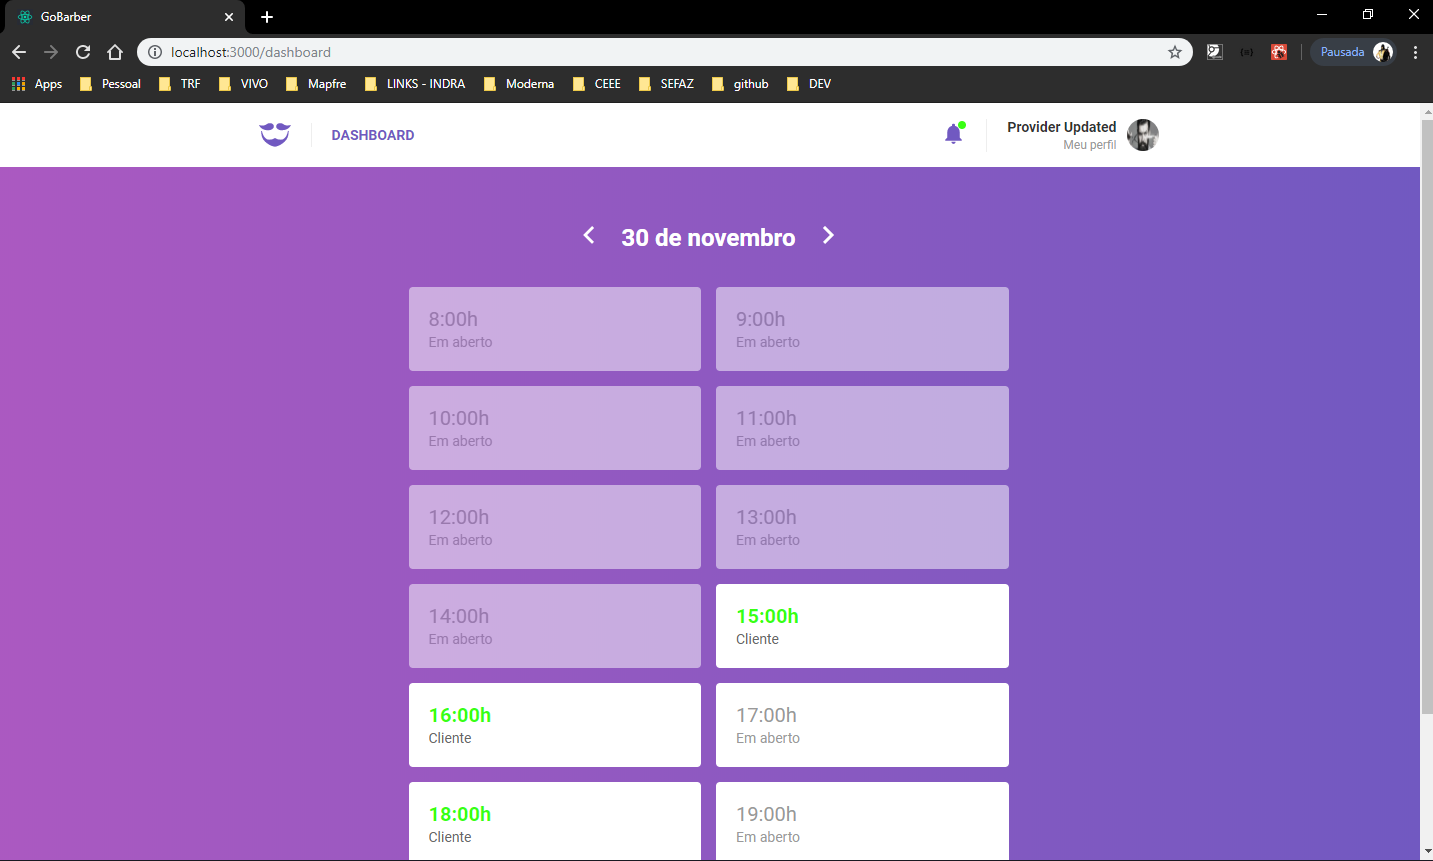 GoBarber
localhost:3000/dashboard
Pausada
Apps
Pessoal
TRF
VIVO
Mapfre
LINKS - INDRA
Moderna
CEEE
SEFAZ
github
DEV
DASHBOARD
Provider Updated
Meu perfil
30 de novembro
8:00h
Em aberto
9:00h
Em aberto
10:00h
Em aberto
11:00h
Em aberto
12:00h
Em aberto
13:00h
Em aberto
14:00h
Em aberto
15:00h
Cliente
16:00h
Cliente
17:00h
Em aberto
18:00h
Cliente
19:00h
Em aberto